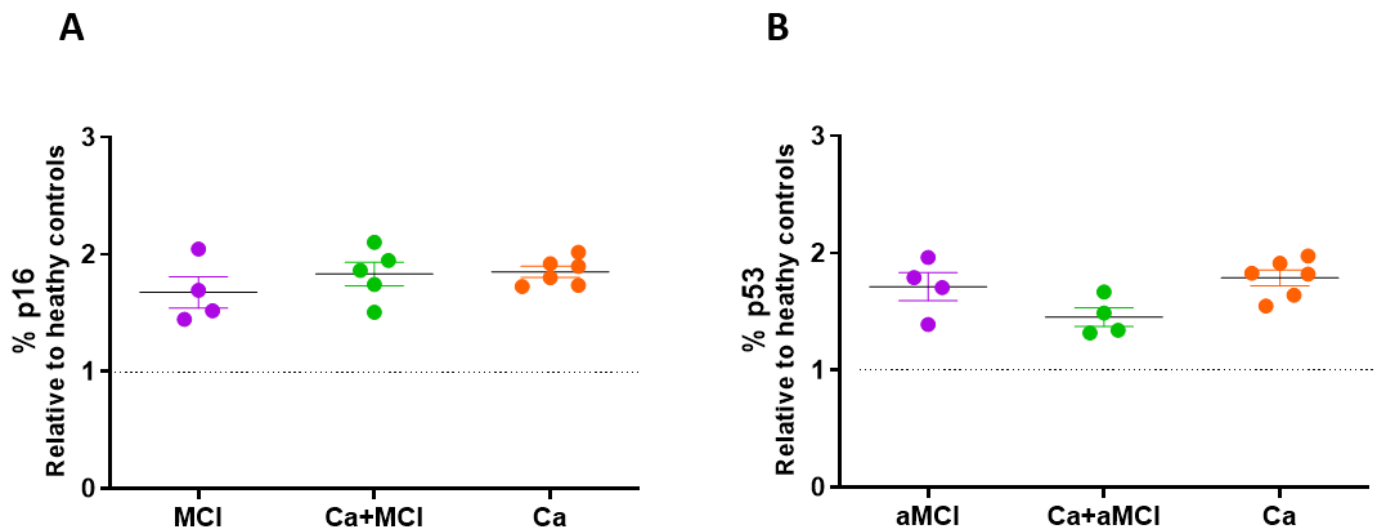 A
B
% p16
Relative to heathy controls
3
2
1
0
MCI
Ca+MCI
Ca
% p53
Relative to heathy controls
3
2
1
0
aMCI
Ca+aMCI
Ca